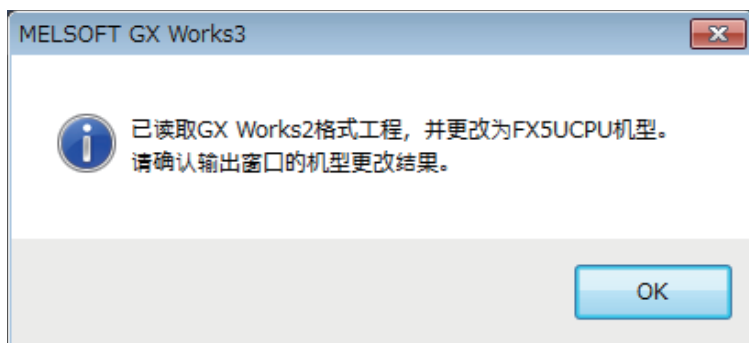 MELSOFT GX Works3
已读取GX Works2格式工程，并更改为FX5UCPU机型。
请确认输出窗口的机型更改结果。
OK